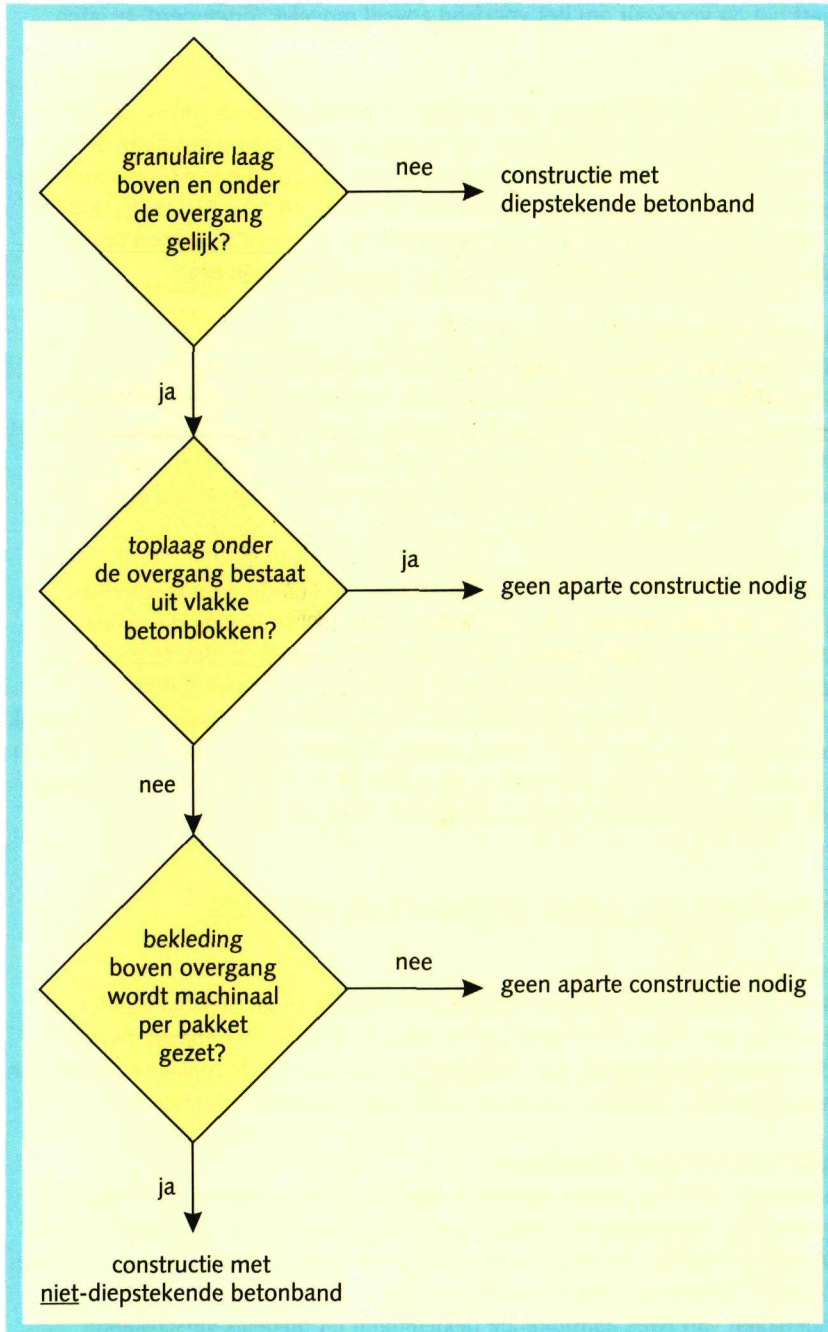 granulaire laag
boven en onder
de overgang
gelijk?
nee
constructie met
diepstekende betonband
ja
toplaag onder
de overgang bestaat
uit vlakke
betonblokken?
ja
geen aparte constructie nodig
nee
bekleding
boven overgang
wordt machinaal
per pakket
gezet?
nee
geen aparte constructie nodig
ja
constructie met
niet-diepstekende betonband